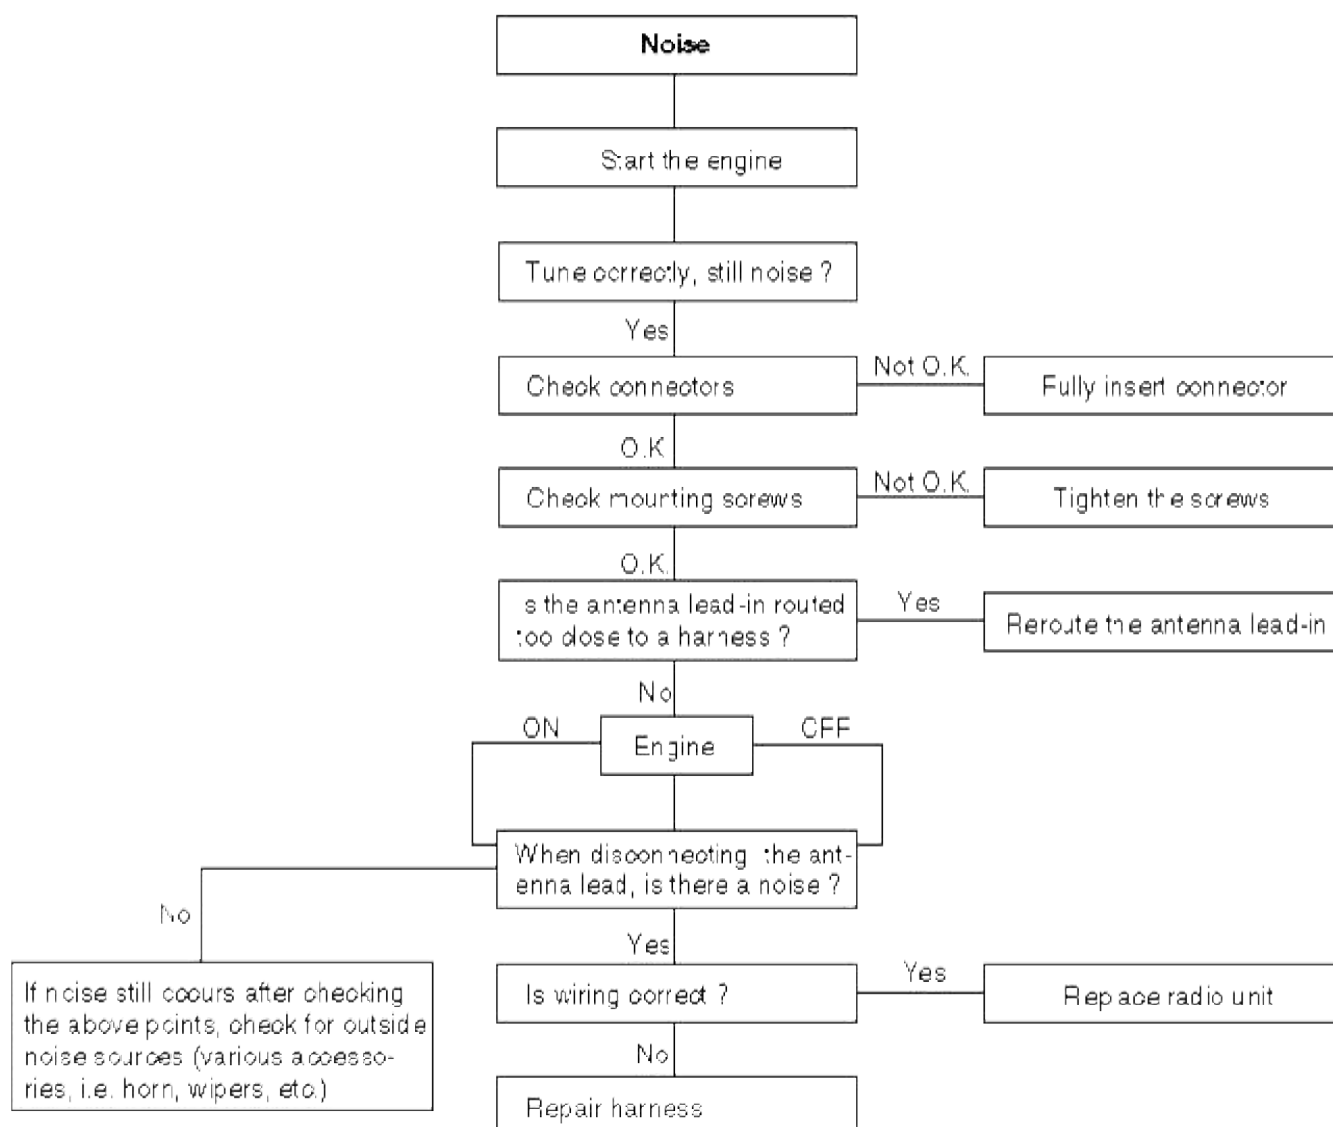 Noise
Start the engine
Tune correctly, still noise ?
Yes
Check connectors
Not O.K.
Fully insert connector
O.K
Check mounting screws
Not O.K.
Tighten the screws
O.K.
s the antenna lead-in routed
too close to a harness ?
Yes
Reroute the antenna lead-in
No
ON
Engine
OFF
When disconnecting the ant-
enna lead, is there a noise ?
No
Yes
If noise still occurs after checking
the above points, check for outside
noise sources (various accesso-
ries, i.e. horn, wipers, etc.)
Is wiring correct ?
Yes
Replace radio unit
No
Repair harness